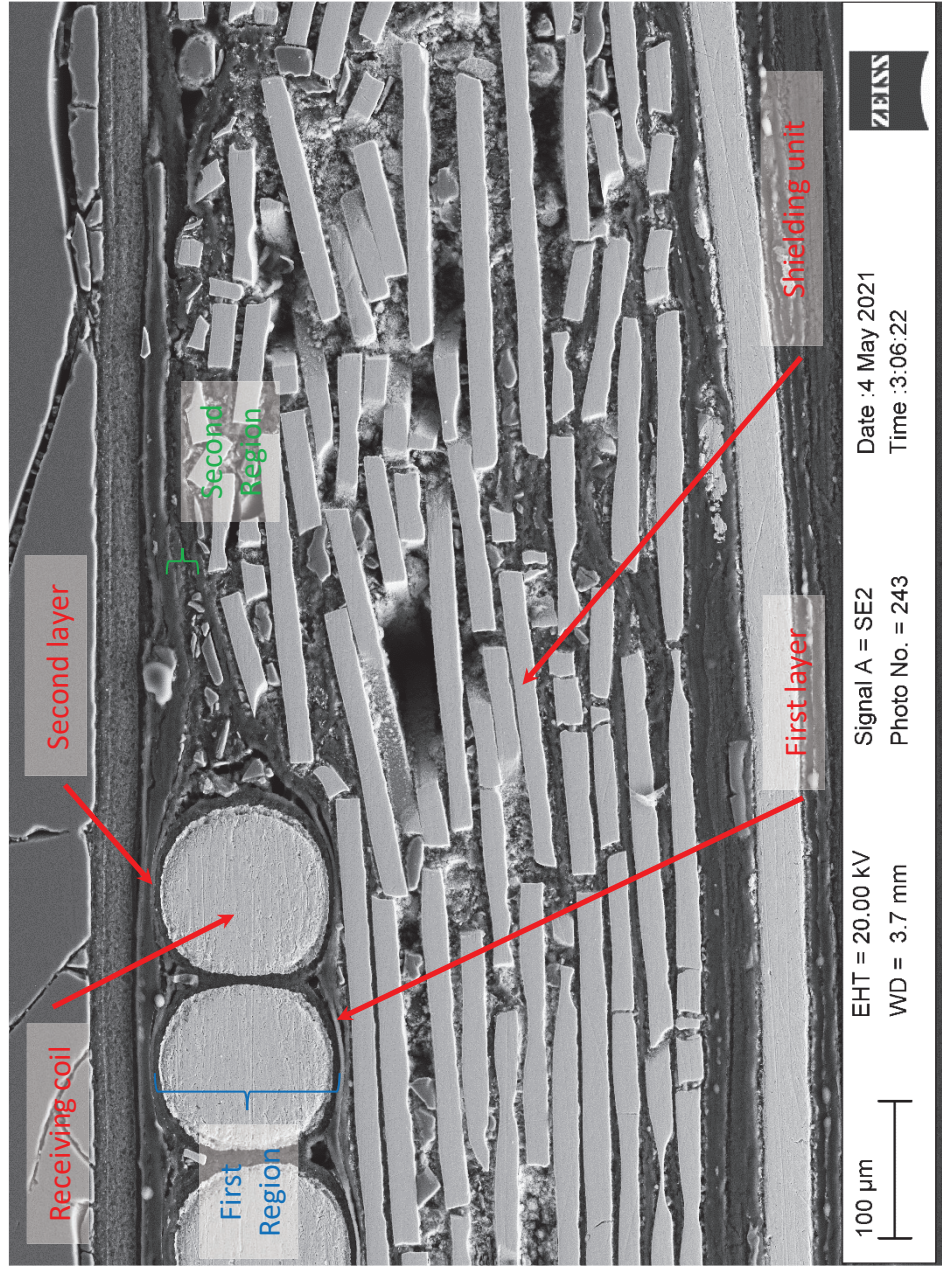 Receiving coil
Second layer
Second
Region
First
Region
First layer
Shielding unit
100 µm
EHT = 20.00 kV
WD = 3.7 mm
Signal A = SE2
Photo No. = 243
Date :4 May 2021
Time :3:06:22
ZEISS